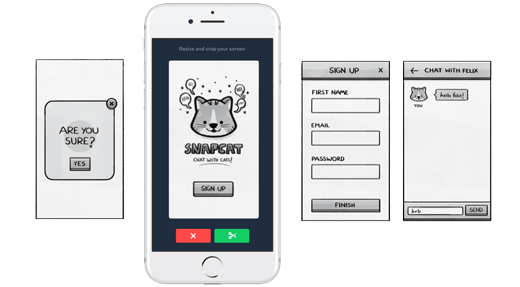 ARE YOU
SURE?
YES
Resize and crop your screen
SNAPCAT
CHAT WITH CATS!
SIGN UP
SIGN UP X
FIRST NAME
EMAIL
PASSWORD
FINISH
← CHAT WITH FELIX
hello felix!
YOU
SEND